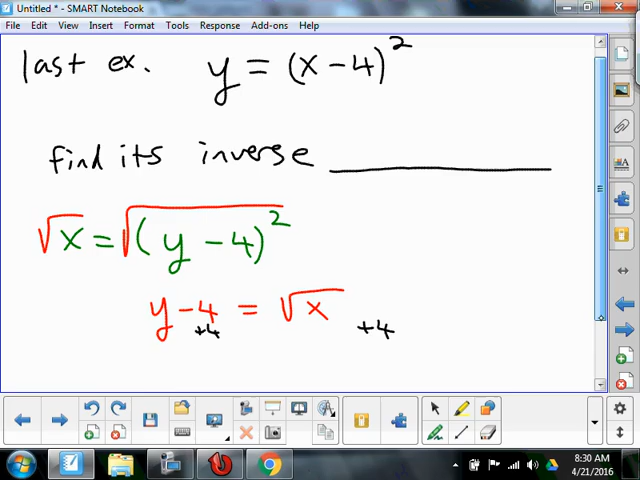 Untitled * - SMART Notebook
File Edit View Insert Format Tools Add-ons Help
last ex. y = (x - 4)²
find its inverse
√x = √(y - 4)²
y - 4 = √x
+4 +4
8:30 AM
4/21/2016